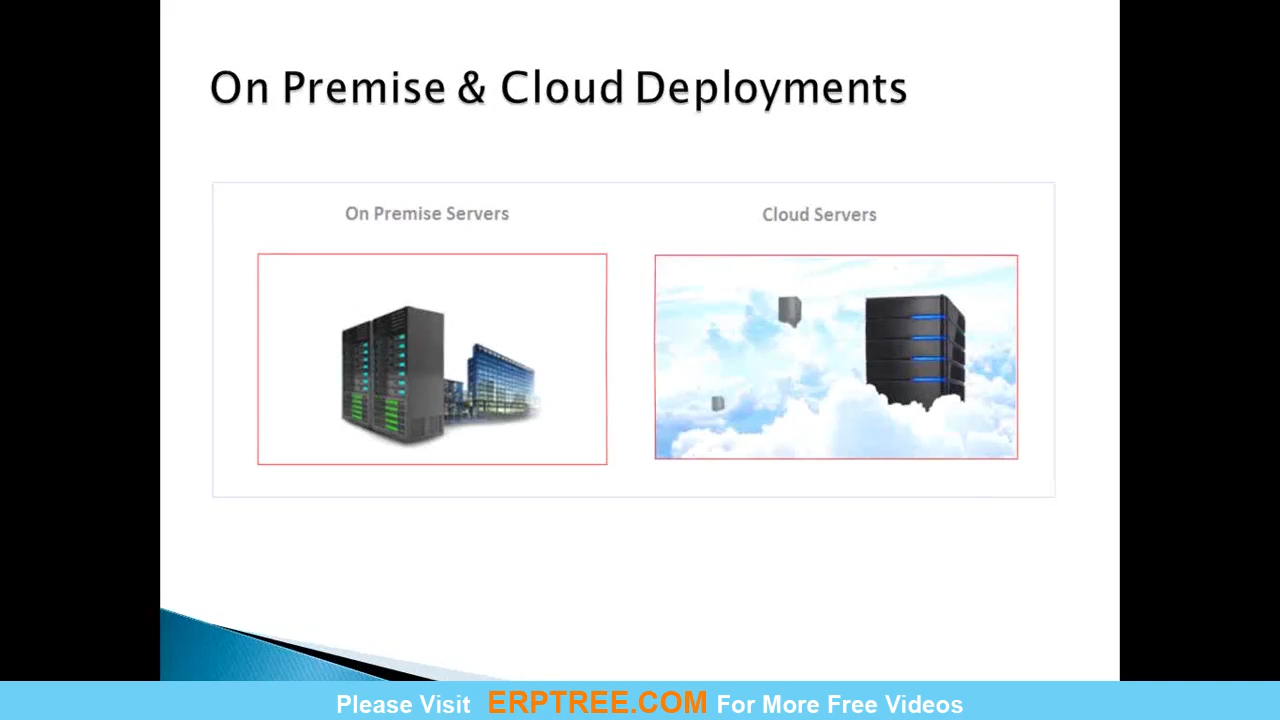 On Premise & Cloud Deployments
On Premise Servers
Cloud Servers
Please Visit ERPTREE.COM For More Free Videos